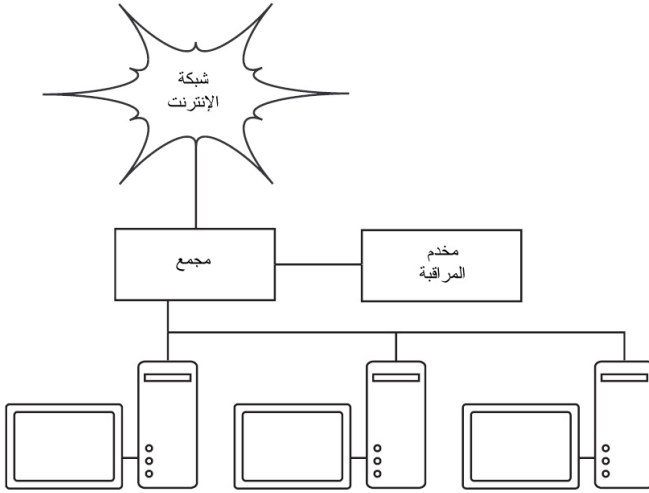 شبكة
الإنترنت
مجمع
مخدم
المراقبة